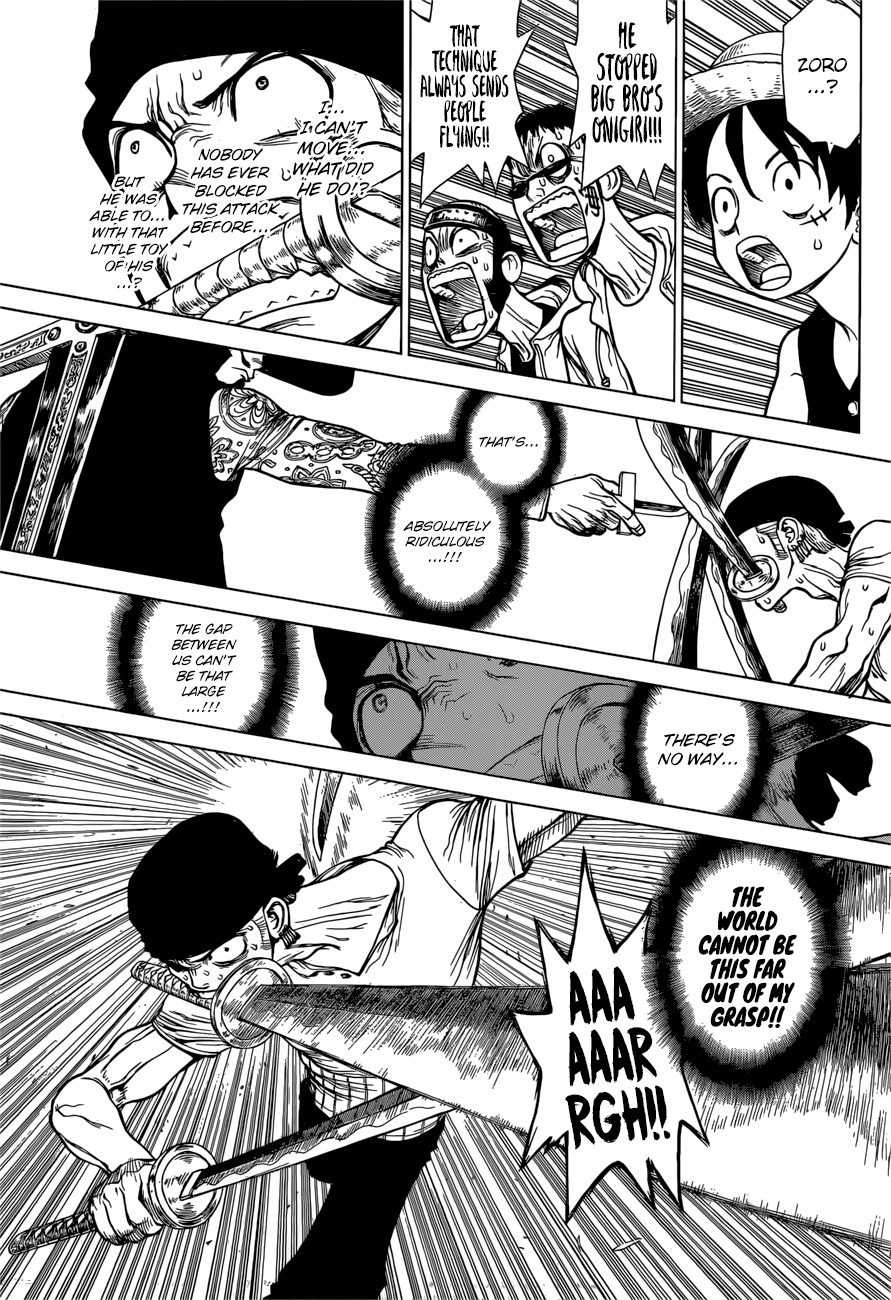 ZORO
...?
HE
STOPPED
BIG BRO'S
ONIGIRI!!!
THAT
TECHNIQUE
ALWAYS SENDS
PEOPLE
FLYING!!
I...
I CAN'T
MOVE...
WHAT DID
HE DO!?
NOBODY
HAS EVER
BLOCKED
THIS ATTACK
BEFORE...
BUT
HE WAS
ABLE TO...
WITH THAT
LITTLE TOY
OF HIS
...?
THAT'S...
ABSOLUTELY
RIDICULOUS
...!!!
THERE'S
NO WAY...
THE GAP
BETWEEN
US CAN'T
BE THAT
LARGE
...!!!
THE
WORLD
CANNOT BE
THIS FAR
OUT OF MY
GRASP!!
AAA
AAAR
RGH!!